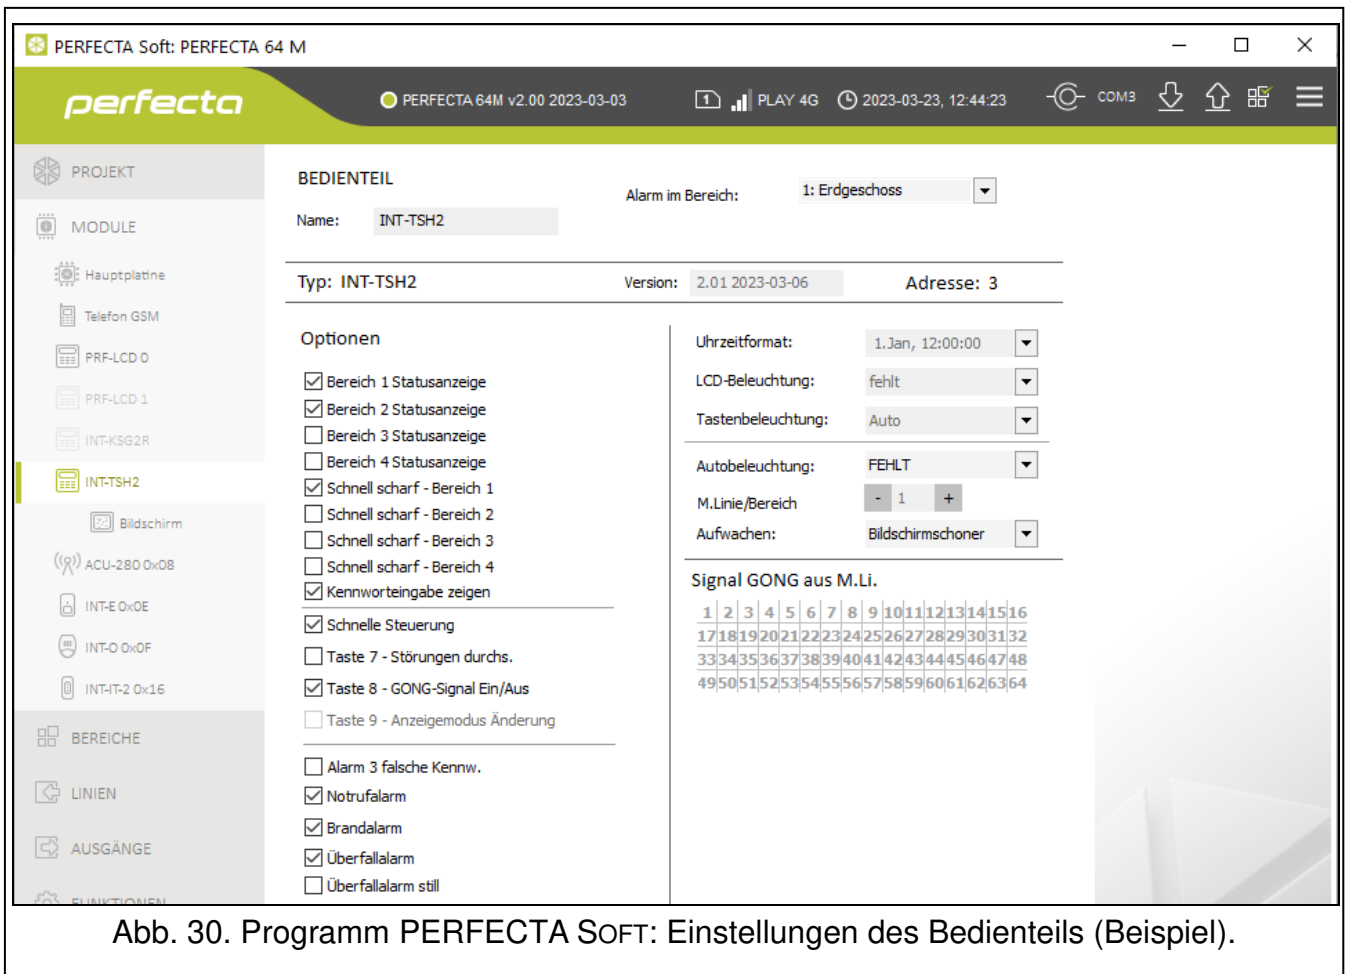 PERFECTA Soft: PERFECTA 64 M
perfecta
PERFECTA 64M v2.00 2023-03-03
1
PLAY 4G
2023-03-23, 12:44:23
COM3
PROJEKT
MODULE
Hauptplatine
Telefon GSM
PRF-LCD 0
PRF-LCD 1
INT-KSG2R
INT-TSH2
Bildschirm
ACU-280 0x08
INT-E 0x0E
INT-O 0x0F
INT-IT-2 0x16
BEREICHE
LINIEN
AUSGÄNGE
FUNKTIONEN
BEDIENTEIL
Alarm im Bereich: 1: Erdgeschoss
Name: INT-TSH2
Typ: INT-TSH2
Version: 2.01 2023-03-06
Adresse: 3
Optionen
Bereich 1 Statusanzeige
Bereich 2 Statusanzeige
Bereich 3 Statusanzeige
Bereich 4 Statusanzeige
Schnell scharf - Bereich 1
Schnell scharf - Bereich 2
Schnell scharf - Bereich 3
Schnell scharf - Bereich 4
Kennworteingabe zeigen
Schnelle Steuerung
Taste 7 - Störungen durchs.
Taste 8 - GONG-Signal Ein/Aus
Taste 9 - Anzeigemodus Änderung
Alarm 3 falsche Kennw.
Notrufalarm
Brandalarm
Überfallalarm
Überfallalarm still
Uhrzeitformat: 1.Jan, 12:00:00
LCD-Beleuchtung: fehlt
Tastenbeleuchtung: Auto
Autobeleuchtung: FEHLT
M.Linie/Bereich - 1 +
Aufwachen: Bildschirmschoner
Signal GONG aus M.Li.
1 2 3 4 5 6 7 8 9 10 11 12 13 14 15 16
17 18 19 20 21 22 23 24 25 26 27 28 29 30 31 32
33 34 35 36 37 38 39 40 41 42 43 44 45 46 47 48
49 50 51 52 53 54 55 56 57 58 59 60 61 62 63 64
Abb. 30. Programm PERFECTA SOFT: Einstellungen des Bedienteils (Beispiel).